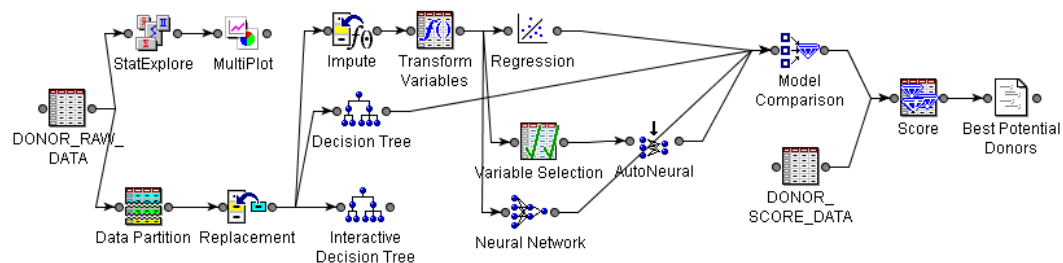 StatExplore
MultiPlot
Impute
Transform
Variables
Regression
Model
Comparison
DONOR_RAW_
DATA
Decision Tree
Score
Best Potential
Donors
Variable Selection
AutoNeural
DONOR_
SCORE_DATA
Data Partition
Replacement
Interactive
Decision Tree
Neural Network